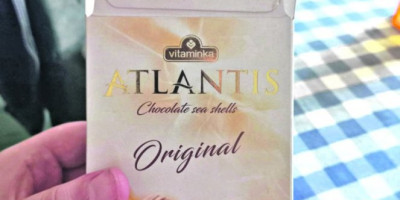 vitaminka
ATLANTIS
Chocolate sea shells
Original